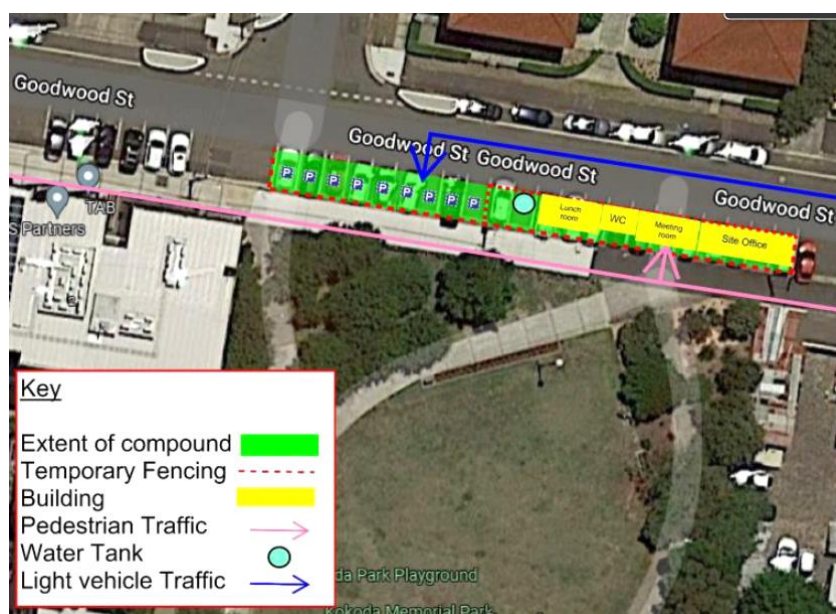 Goodwood St
Goodwood St
Goodwood St
Goodwood St
TAB
S Partners
P P P P P P P P P
Lunch
room
WC
Meeting
room
Site Office
Key
Extent of compound
Temporary Fencing
Building
Pedestrian Traffic
Water Tank
Light vehicle Traffic
da Park Playground
Kokoda Memorial Park